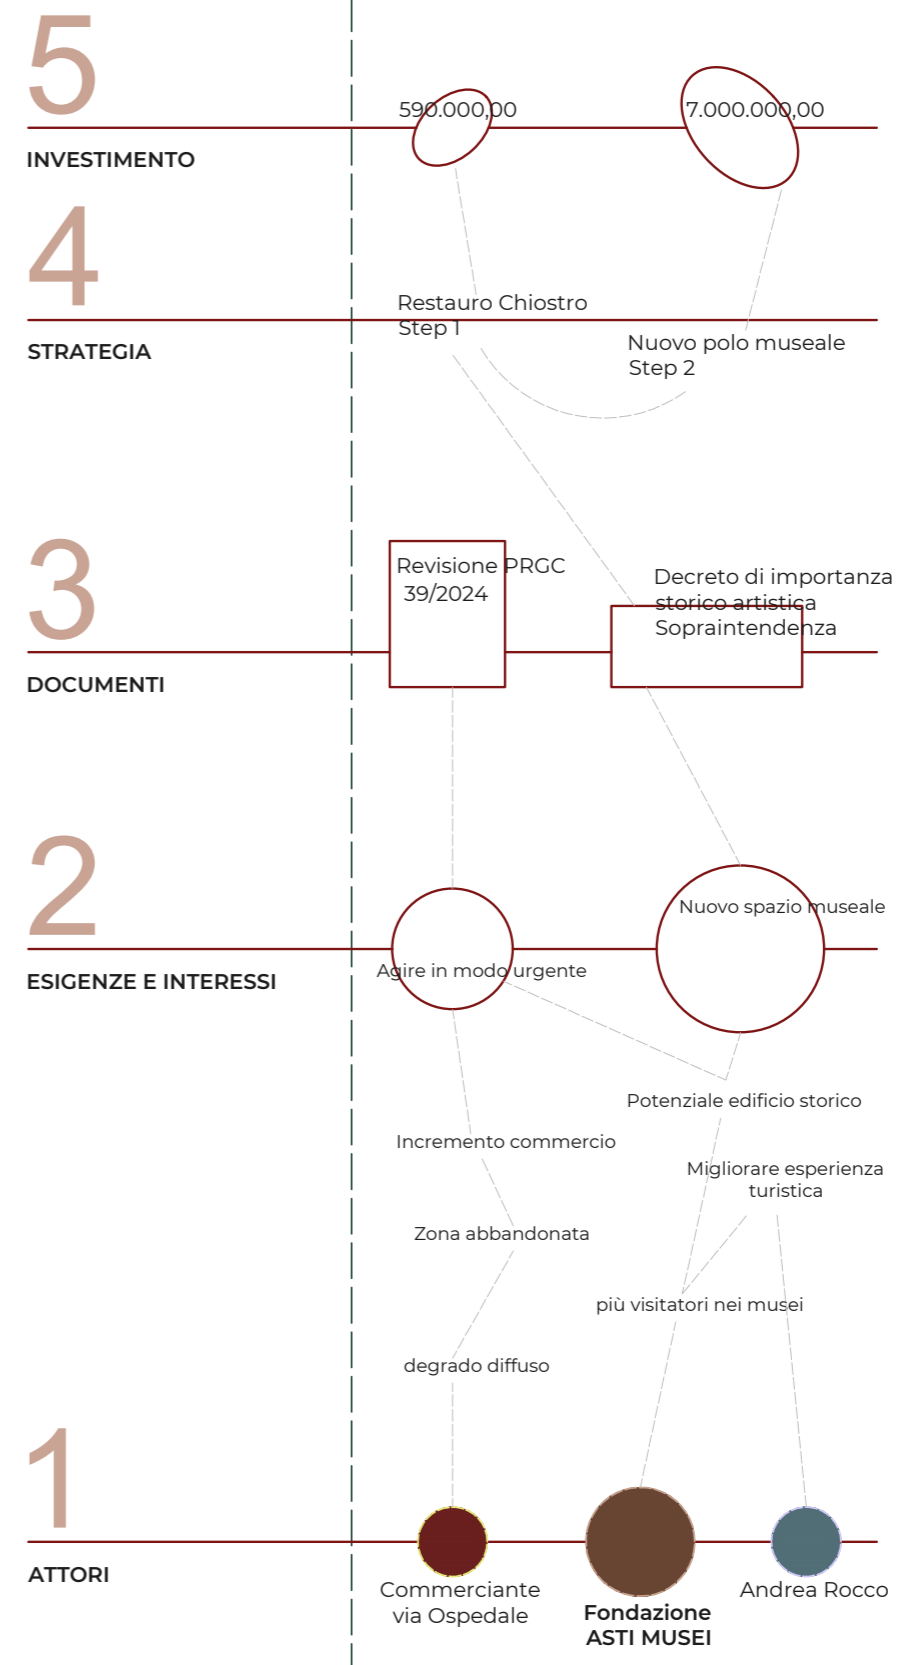 5
590.000,00
7.000.000,00
INVESTIMENTO
4
Restauro Chiostro
Step 1
Nuovo polo museale
Step 2
STRATEGIA
3
Revisione PRGC
39/2024
Decreto di importanza
storico artistica
Sopraintendenza
DOCUMENTI
2
Nuovo spazio museale
Agire in modo urgente
ESIGENZE E INTERESSI
Potenziale edificio storico
Incremento commercio
Migliorare esperienza
turistica
Zona abbandonata
più visitatori nei musei
degrado diffuso
1
ATTORI
Commerciante
via Ospedale
Fondazione
ASTI MUSEI
Andrea Rocco